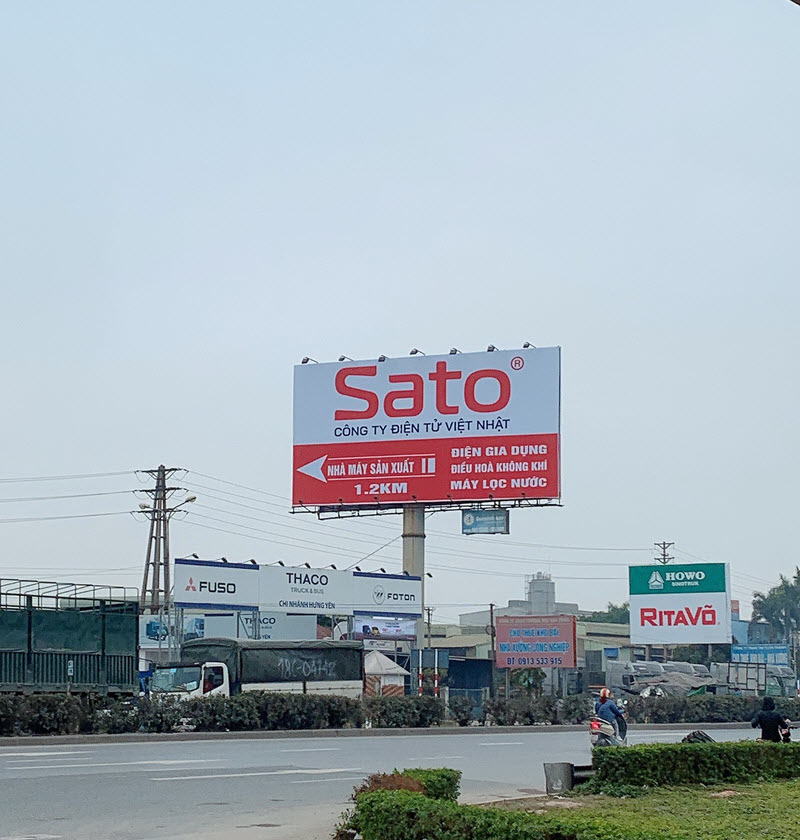 Sato®
CÔNG TY ĐIỆN TỬ VIỆT NHẬT
NHÀ MÁY SẢN XUẤT
1.2KM
ĐIỆN GIA DỤNG
ĐIỀU HOÀ KHÔNG KHÍ
MÁY LỌC NƯỚC
FUSO
THACO
TRUCK & BUS
CHI NHÁNH HƯNG YÊN
FOTON
THACO
HOWO
SINOTRUK
RITAVÕ
CHO THUÊ KHO BÃI
NHÀ XƯỞNG CÔNG NGHIỆP
ĐT: 0913 533 915